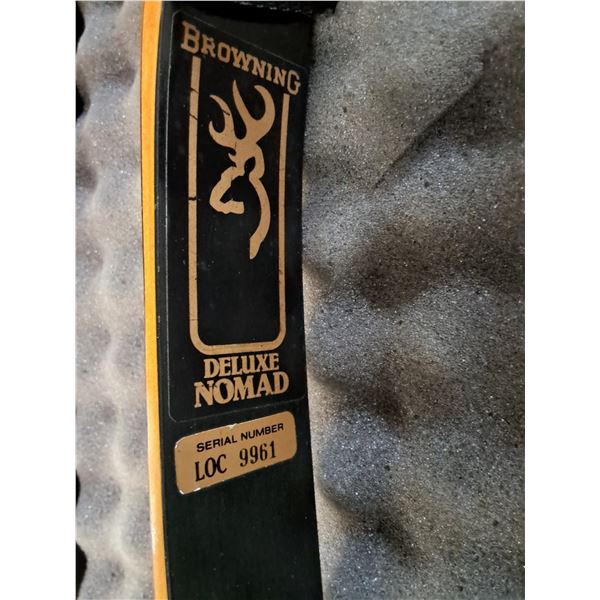 BROWNING
DELUXE
NOMAD
SERIAL NUMBER
LOC 9961